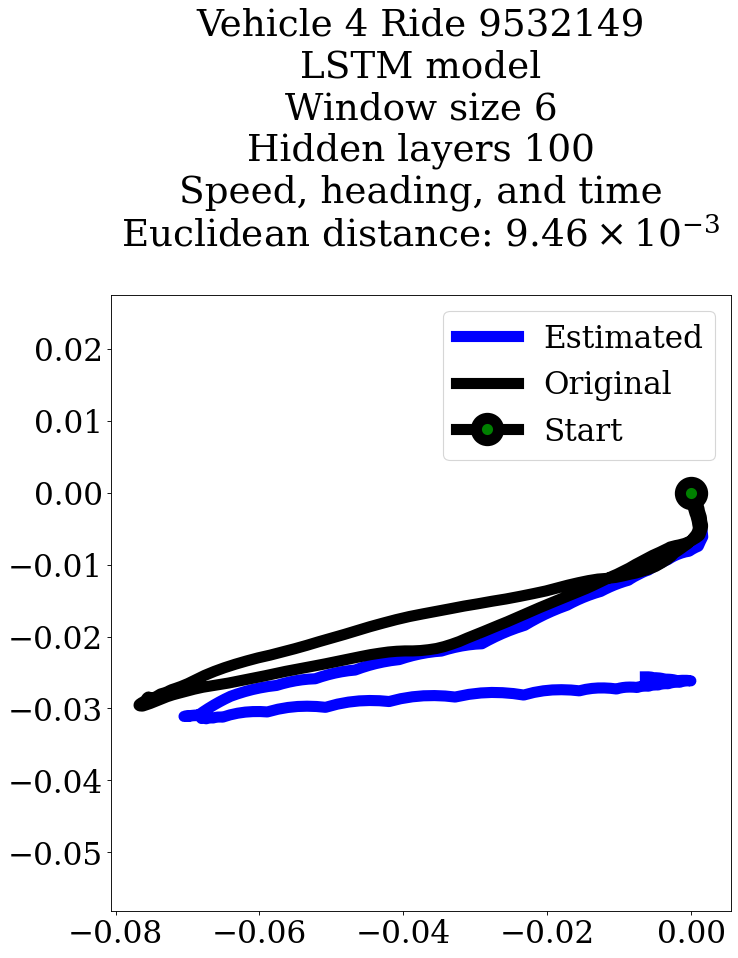 Vehicle 4 Ride 9532149
LSTM model
Window size 6
Hidden layers 100
Speed, heading, and time
Euclidean distance: 9.46 × 10⁻³
Estimated
Original
Start
0.02
0.01
0.00
−0.01
−0.02
−0.03
−0.04
−0.05
−0.08 −0.06 −0.04 −0.02 0.00